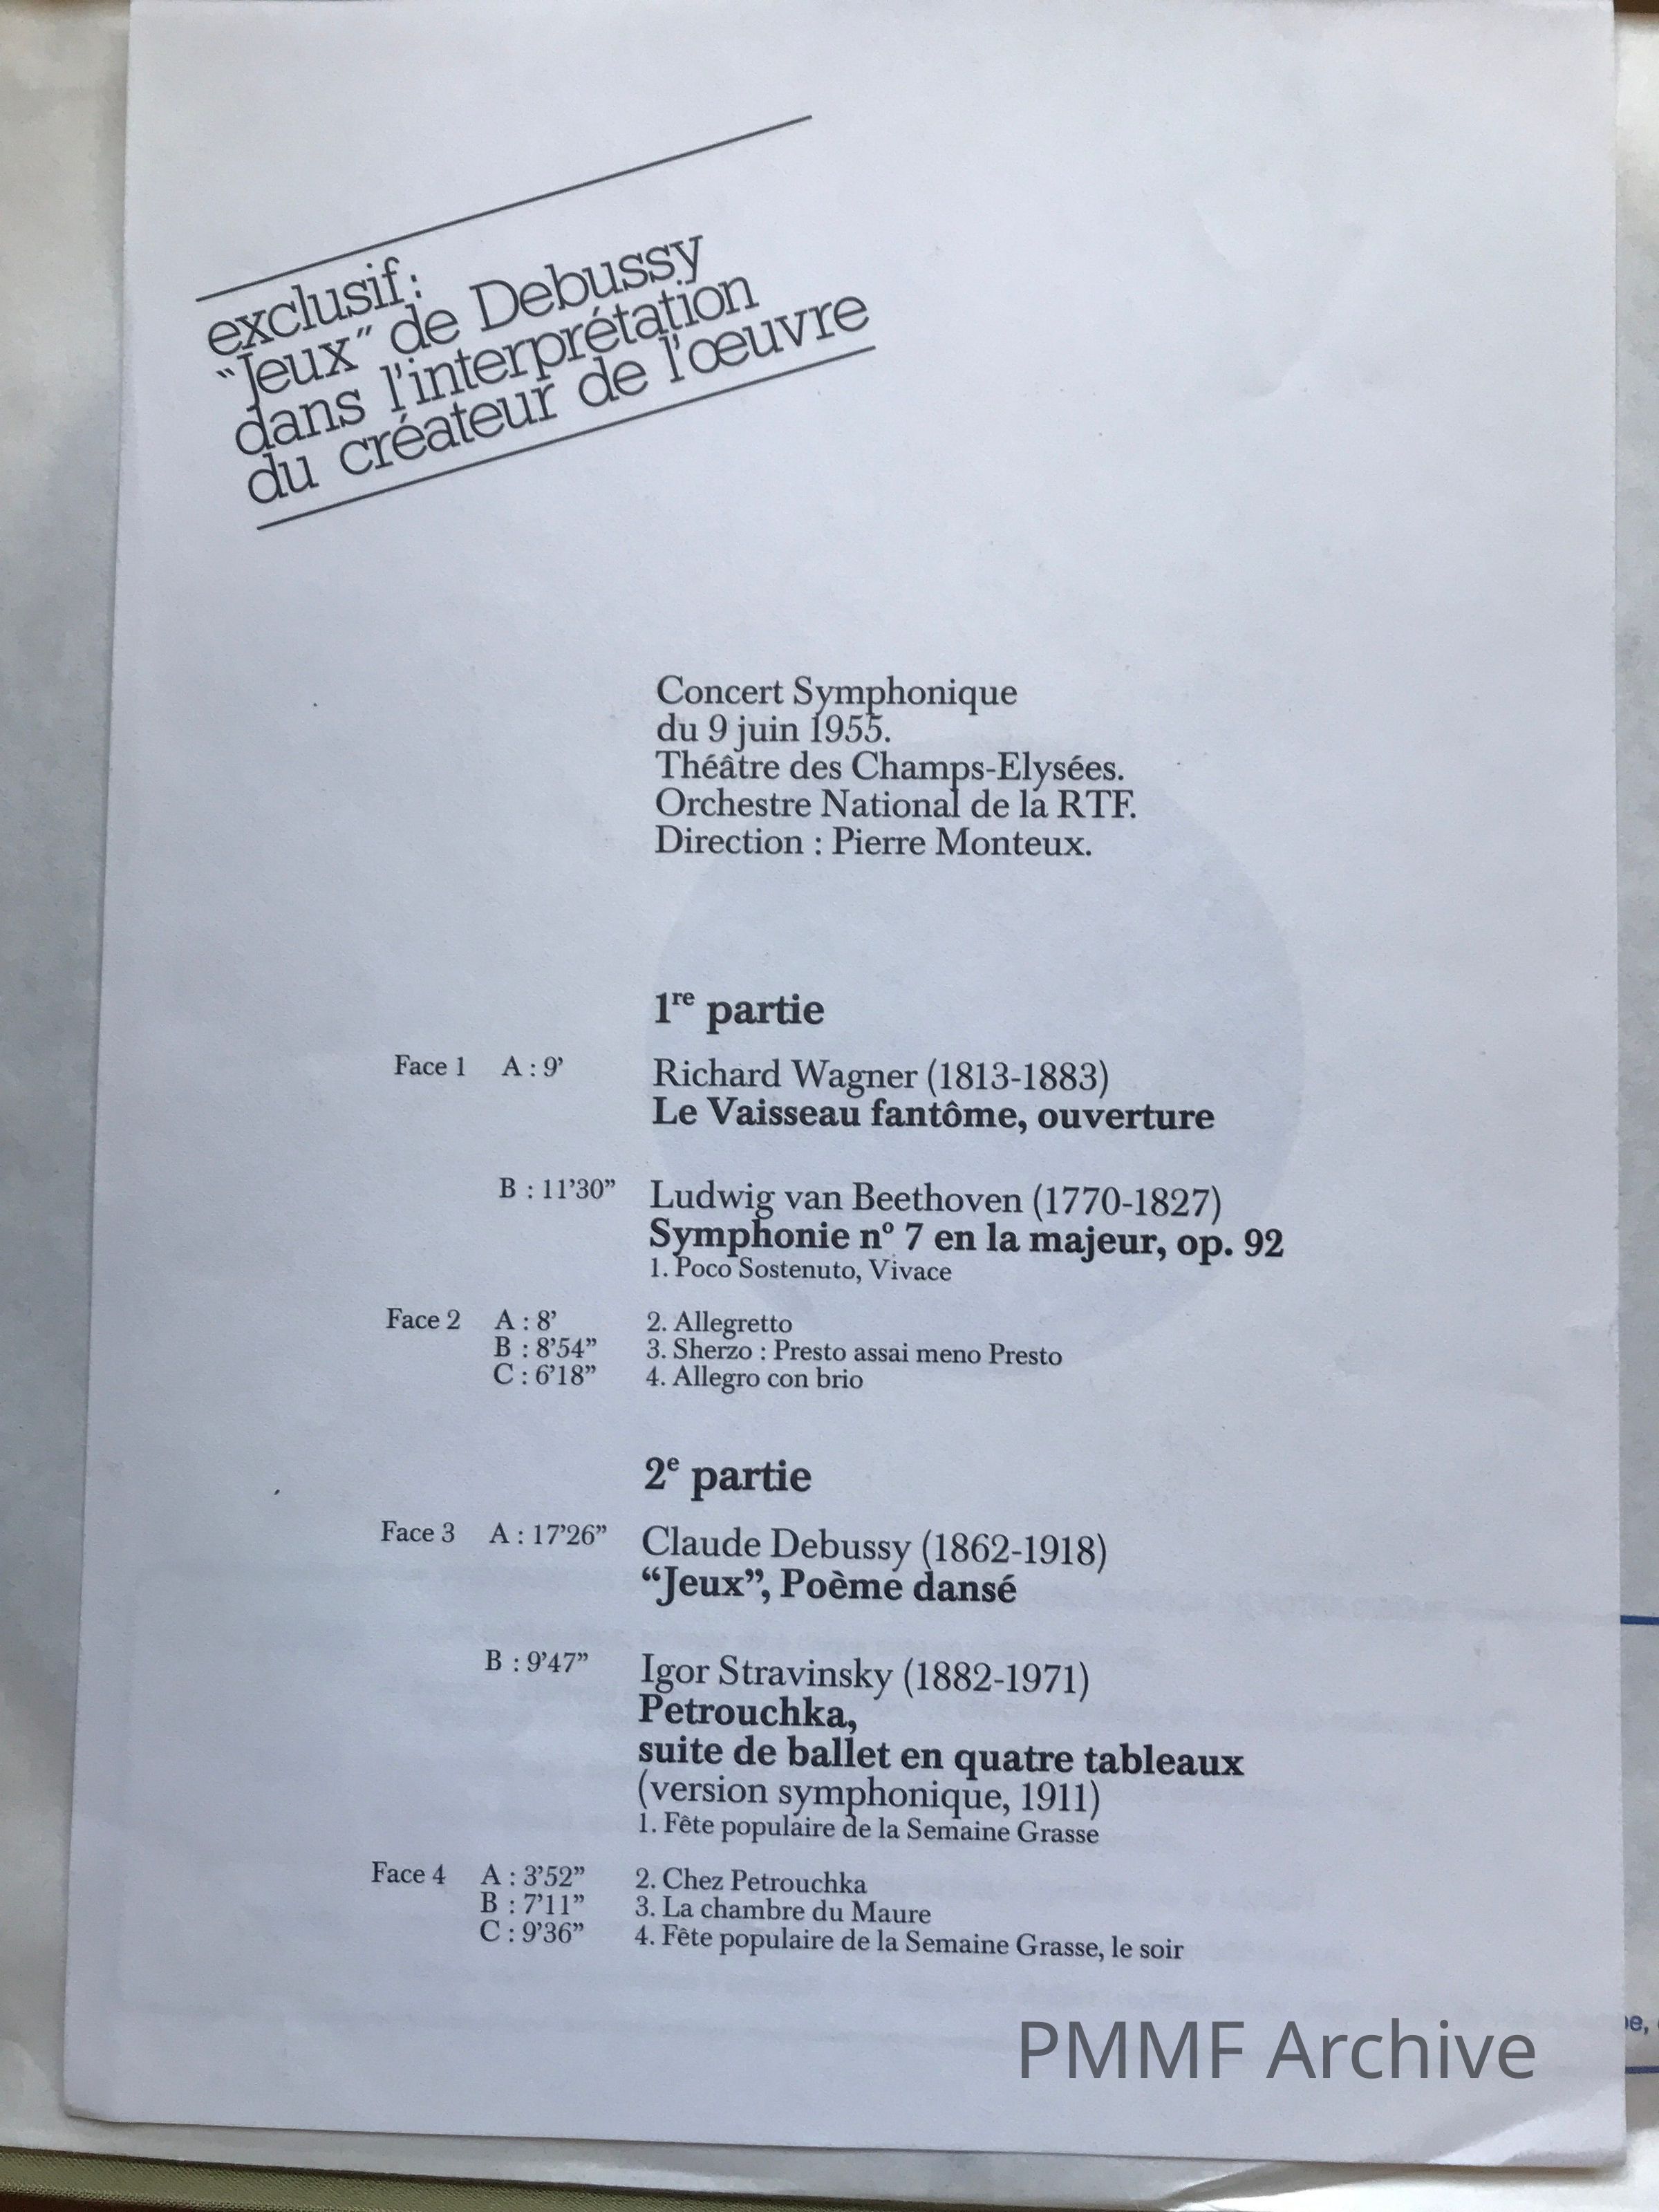 exclusif:
"Jeux" de Debussy
dans l'interprétation
du créateur de l'œuvre
Concert Symphonique
du 9 juin 1955.
Théâtre des Champs-Elysées.
Orchestre National de la RTF.
Direction : Pierre Monteux.
1re partie
Face 1 A : 9’ Richard Wagner (1813-1883)
Le Vaisseau fantôme, ouverture
B : 11’30” Ludwig van Beethoven (1770-1827)
Symphonie nº 7 en la majeur, op. 92
1. Poco Sostenuto, Vivace
Face 2 A : 8’ 2. Allegretto
B : 8’54” 3. Sherzo : Presto assai meno Presto
C : 6’18” 4. Allegro con brio
2e partie
Face 3 A : 17’26” Claude Debussy (1862-1918)
“Jeux”, Poème dansé
B : 9’47” Igor Stravinsky (1882-1971)
Petrouchka,
suite de ballet en quatre tableaux
(version symphonique, 1911)
1. Fête populaire de la Semaine Grasse
Face 4 A : 3’52” 2. Chez Petrouchka
B : 7’11” 3. La chambre du Maure
C : 9’36” 4. Fête populaire de la Semaine Grasse, le soir
PMMF Archive